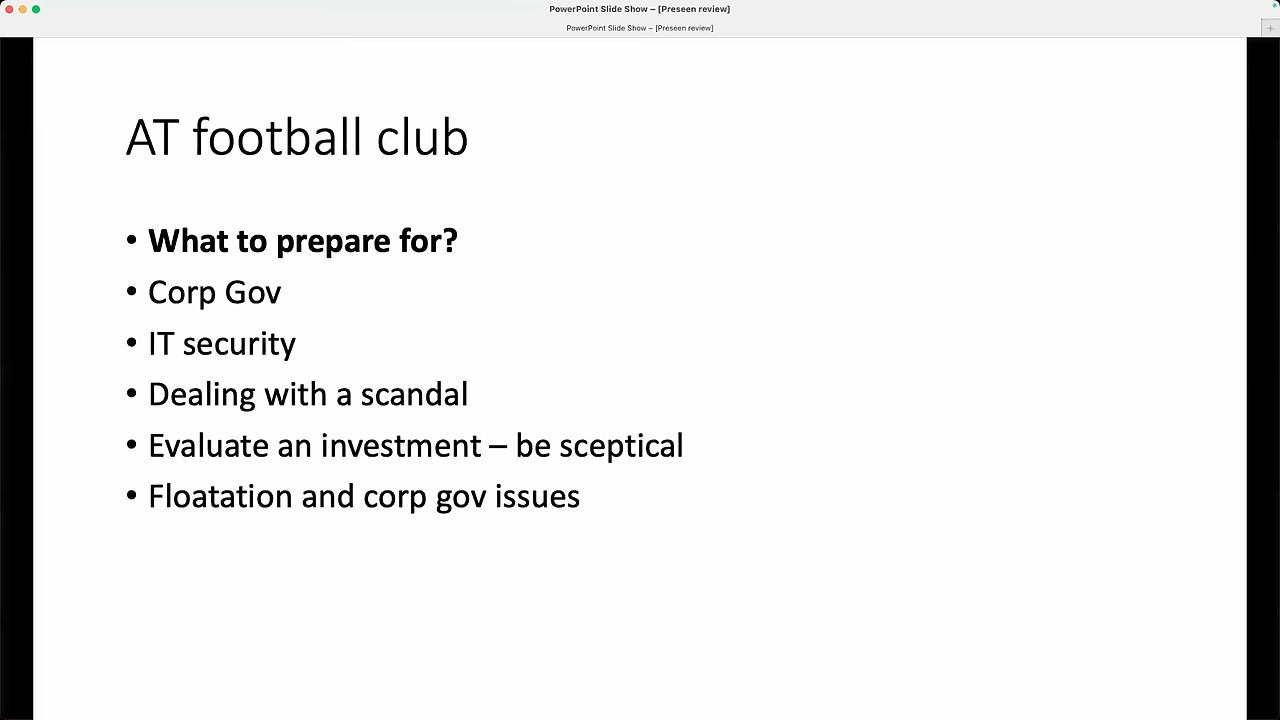 PowerPoint Slide Show – [Preseen review]
PowerPoint Slide Show – [Preseen review]
AT football club
• What to prepare for?
• Corp Gov
• IT security
• Dealing with a scandal
• Evaluate an investment – be sceptical
• Floatation and corp gov issues